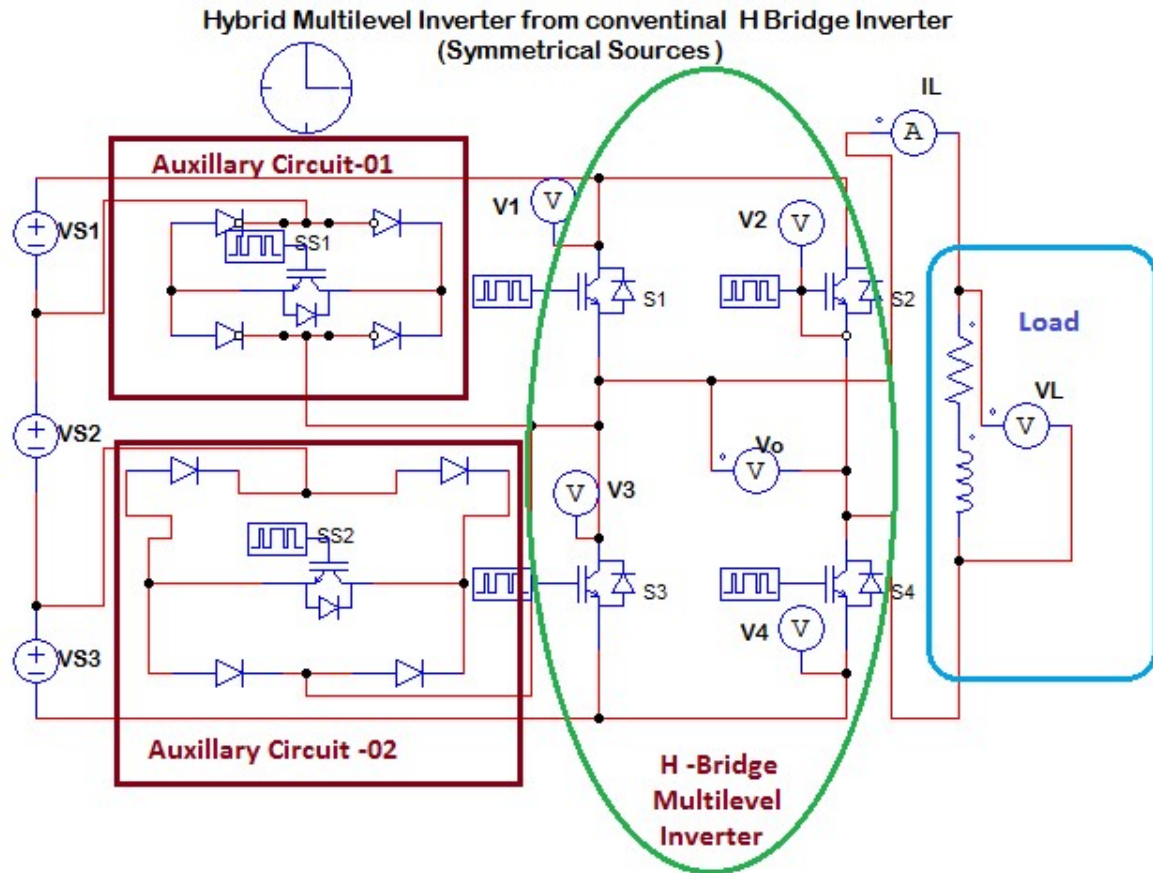 Hybrid Multilevel Inverter from conventinal H Bridge Inverter
(Symmetrical Sources )
IL
A
Auxillary Circuit-01
V1
V
V2
V
VS1
SS1
S1
S2
Load
VS2
VL
V
Vo
V
V3
V
SS2
S3
S4
VS3
V4
V
Auxillary Circuit -02
H -Bridge
Multilevel
Inverter